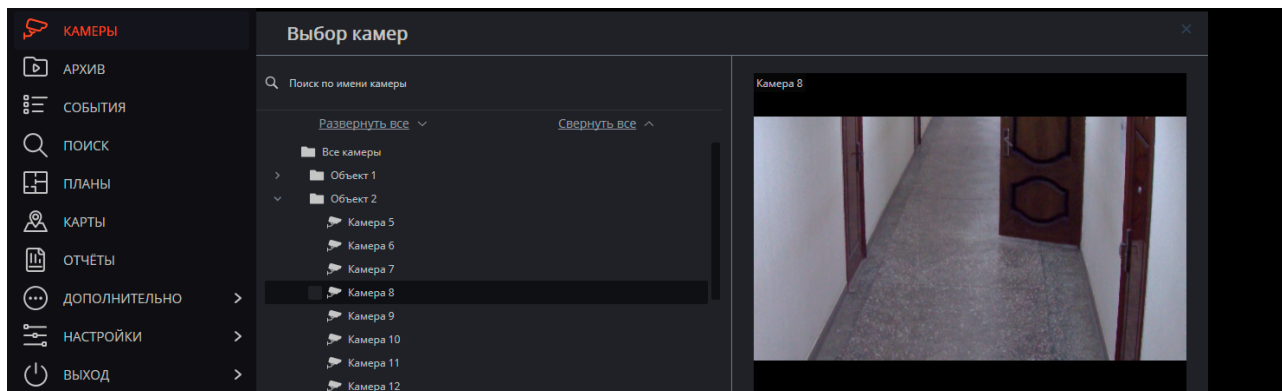 КАМЕРЫ
АРХИВ
СОБЫТИЯ
ПОИСК
ПЛАНЫ
КАРТЫ
ОТЧЁТЫ
ДОПОЛНИТЕЛЬНО
НАСТРОЙКИ
ВЫХОД
Выбор камер
Поиск по имени камеры
Развернуть все Свернуть все
Все камеры
Объект 1
Объект 2
Камера 5
Камера 6
Камера 7
Камера 8
Камера 9
Камера 10
Камера 11
Камера 12
Камера 8